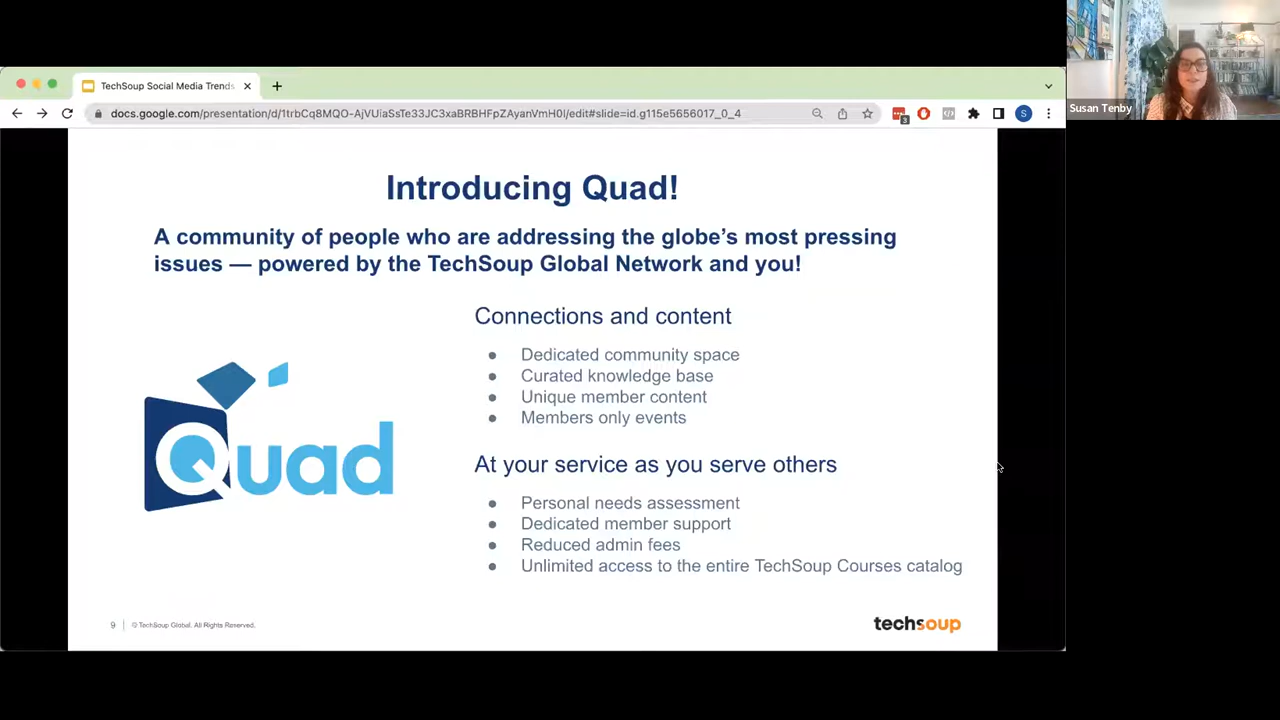 TechSoup Social Media Trends
docs.google.com/presentation/d/1trbCq8MQO-AjVUiaSsTe33JC3xaBRBHFpZAyanVmH0I/edit#slide=id.g115e5656017_0_4
3
S
Susan Tenby
Introducing Quad!
A community of people who are addressing the globe’s most pressing
issues — powered by the TechSoup Global Network and you!
Connections and content
● Dedicated community space
● Curated knowledge base
● Unique member content
● Members only events
Quad
At your service as you serve others
● Personal needs assessment
● Dedicated member support
● Reduced admin fees
● Unlimited access to the entire TechSoup Courses catalog
9 | © TechSoup Global. All Rights Reserved.
techsoup